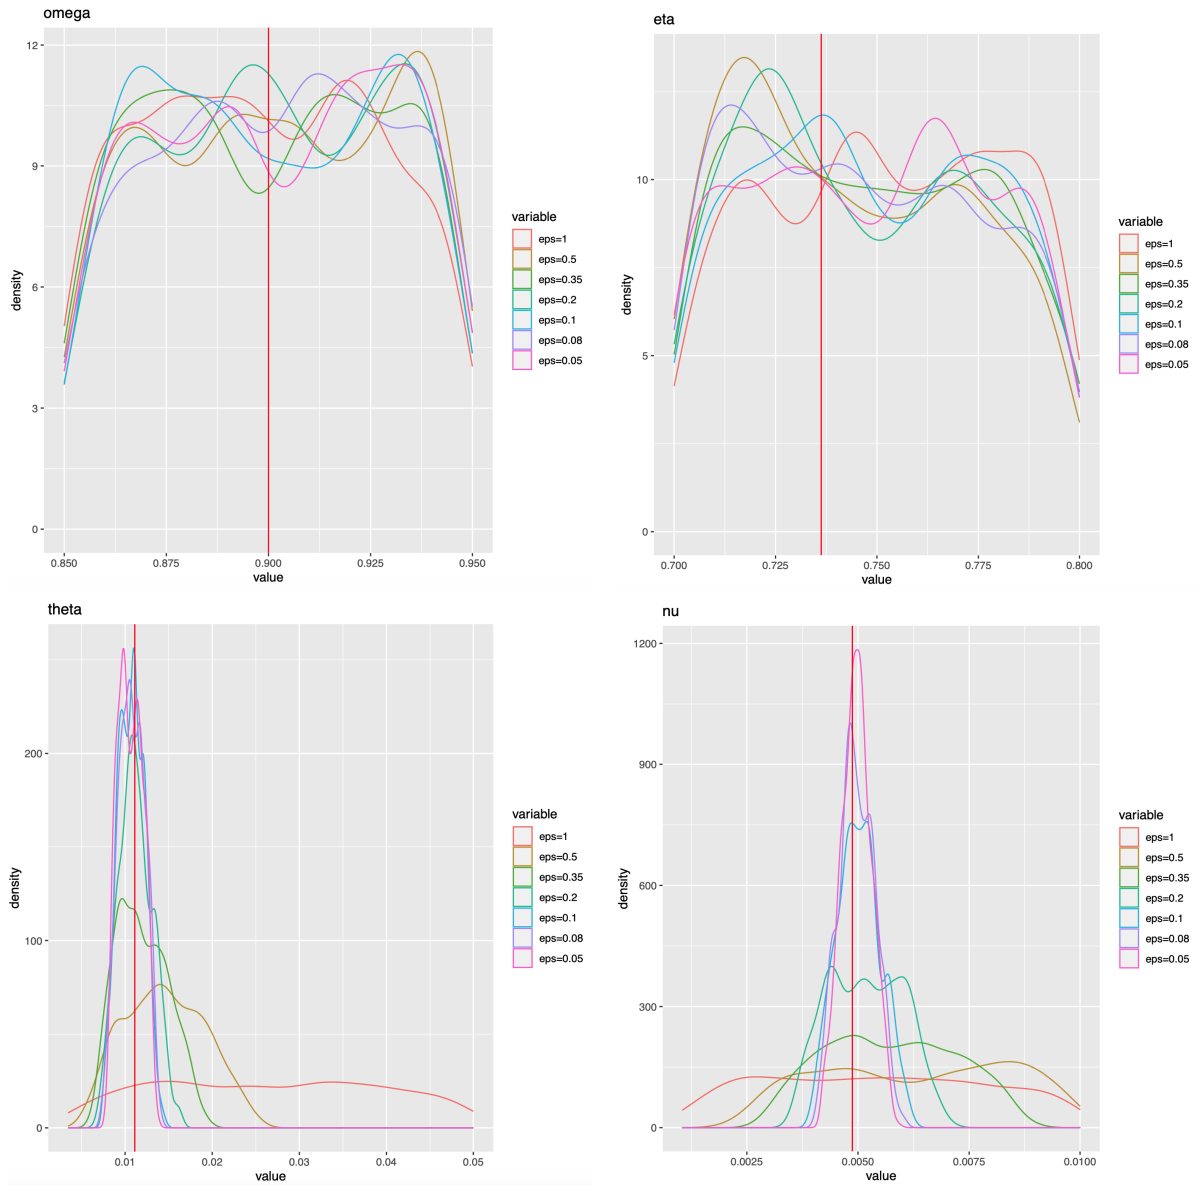 omega
12
9
6
3
0
density
0.850 0.875 0.900 0.925 0.950
value
variable
eps=1
eps=0.5
eps=0.35
eps=0.2
eps=0.1
eps=0.08
eps=0.05
eta
10
5
0
density
0.700 0.725 0.750 0.775 0.800
value
variable
eps=1
eps=0.5
eps=0.35
eps=0.2
eps=0.1
eps=0.08
eps=0.05
theta
200
100
0
density
0.01 0.02 0.03 0.04 0.05
value
variable
eps=1
eps=0.5
eps=0.35
eps=0.2
eps=0.1
eps=0.08
eps=0.05
nu
1200
900
600
300
0
density
0.0025 0.0050 0.0075 0.0100
value
variable
eps=1
eps=0.5
eps=0.35
eps=0.2
eps=0.1
eps=0.08
eps=0.05